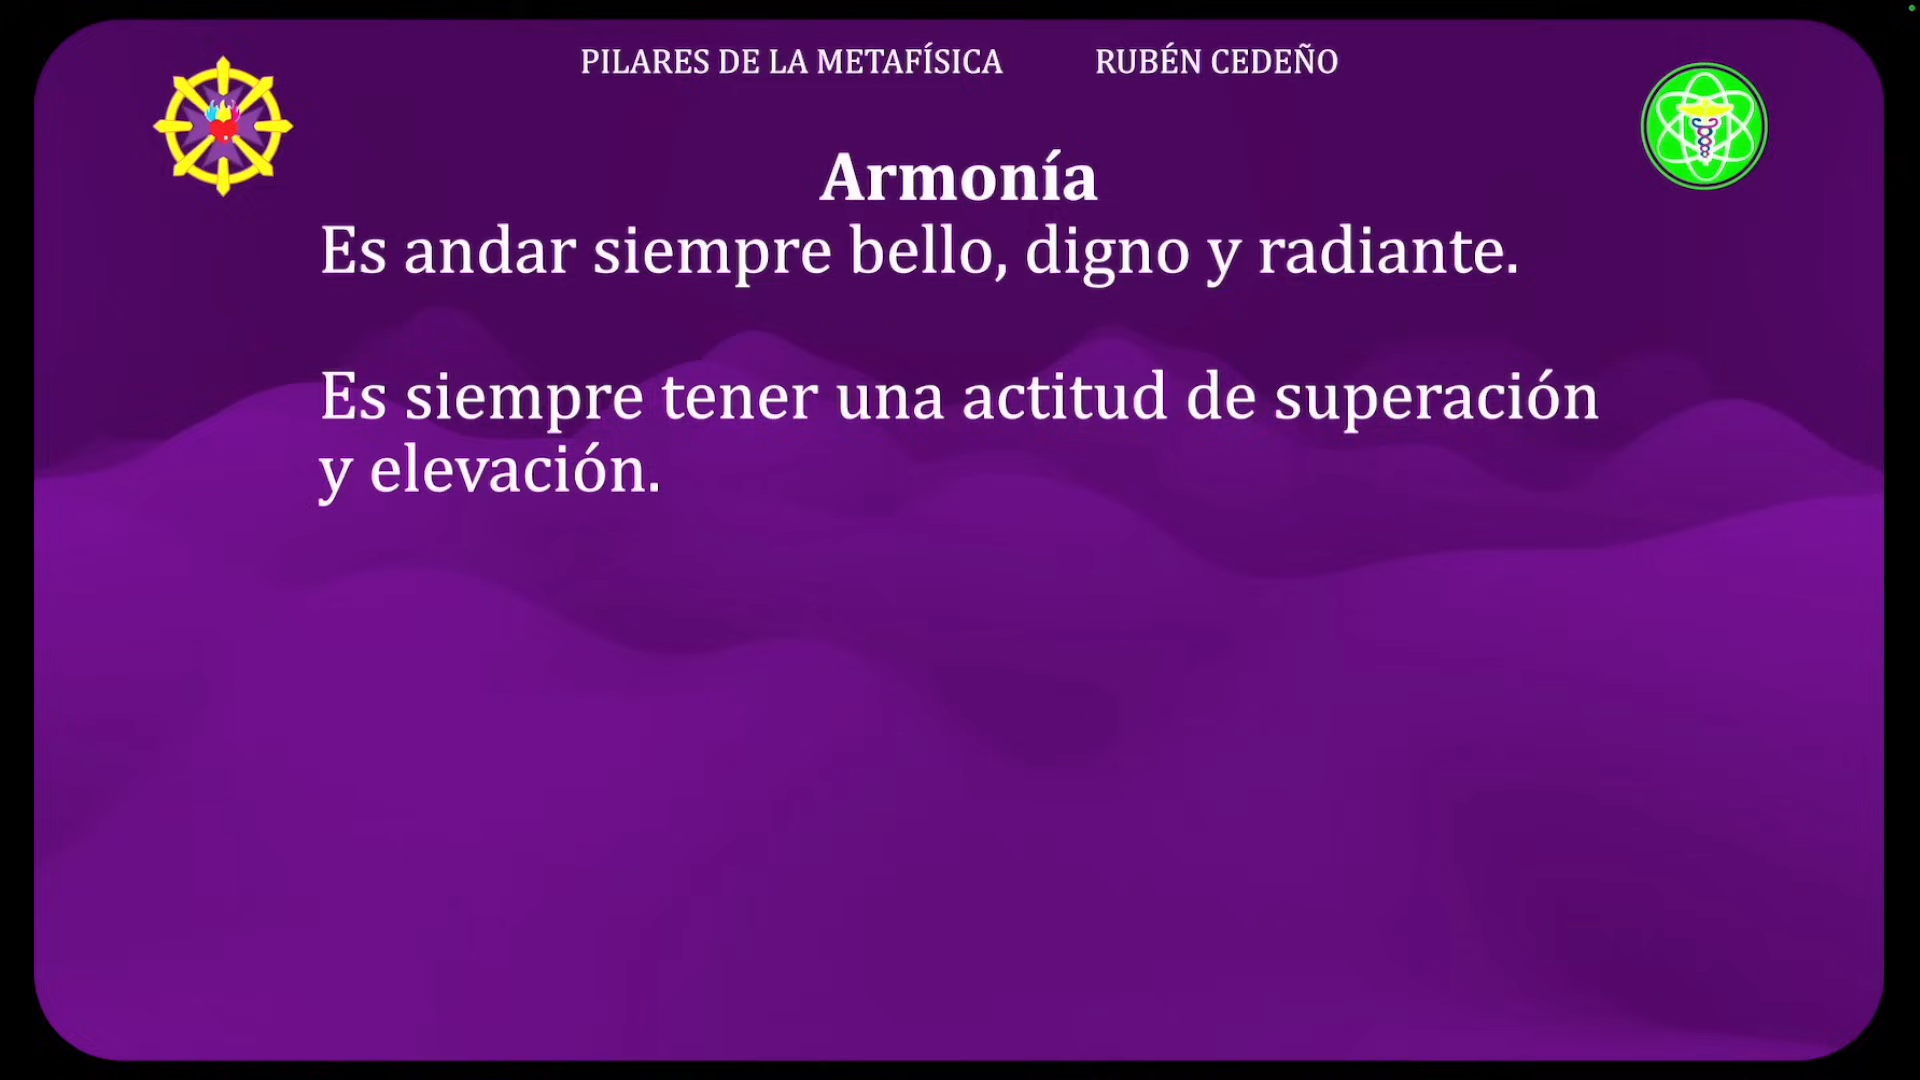 PILARES DE LA METAFÍSICA RUBÉN CEDEÑO
Armonía
Es andar siempre bello, digno y radiante.
Es siempre tener una actitud de superación
y elevación.